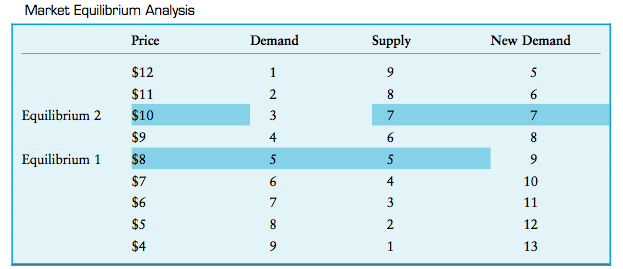 Market Equilibrium Analysis
Price Demand Supply New Demand
$12 1 9 5
$11 2 8 6
Equilibrium 2 $10 3 7 7
$9 4 6 8
Equilibrium 1 $8 5 5 9
$7 6 4 10
$6 7 3 11
$5 8 2 12
$4 9 1 13